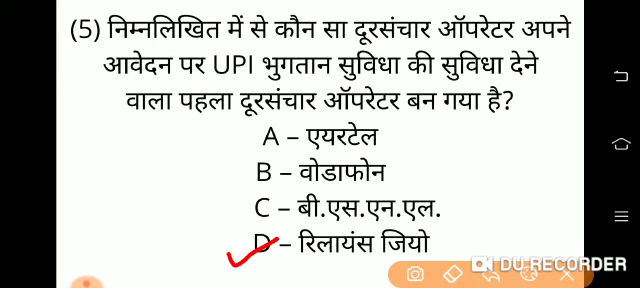 (5) निम्नलिखित में से कौन सा दूरसंचार ऑपरेटर अपने
आवेदन पर UPI भुगतान सुविधा की सुविधा देने
वाला पहला दूरसंचार ऑपरेटर बन गया है?
A – एयरटेल
B – वोडाफोन
C – बी.एस.एन.एल.
D – रिलायंस जियो
DU RECORDER